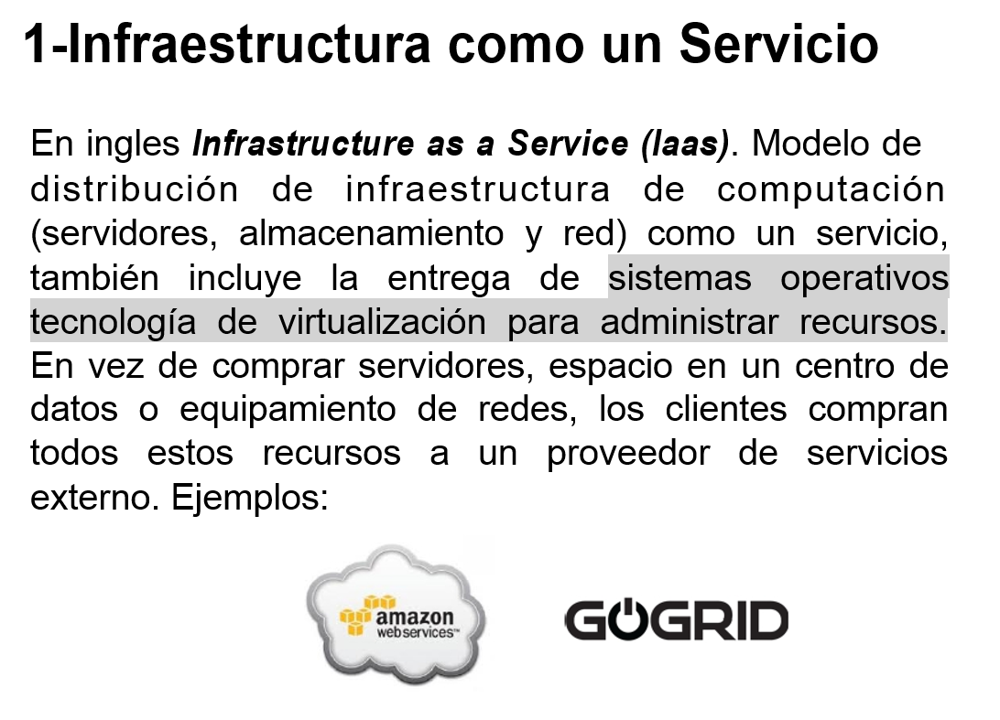 1-Infraestructura como un Servicio
En ingles Infrastructure as a Service (Iaas). Modelo de
distribución de infraestructura de computación
(servidores, almacenamiento y red) como un servicio,
también incluye la entrega de sistemas operativos
tecnología de virtualización para administrar recursos.
En vez de comprar servidores, espacio en un centro de
datos o equipamiento de redes, los clientes compran
todos estos recursos a un proveedor de servicios
externo. Ejemplos:
amazon
webservices™
GOGRID